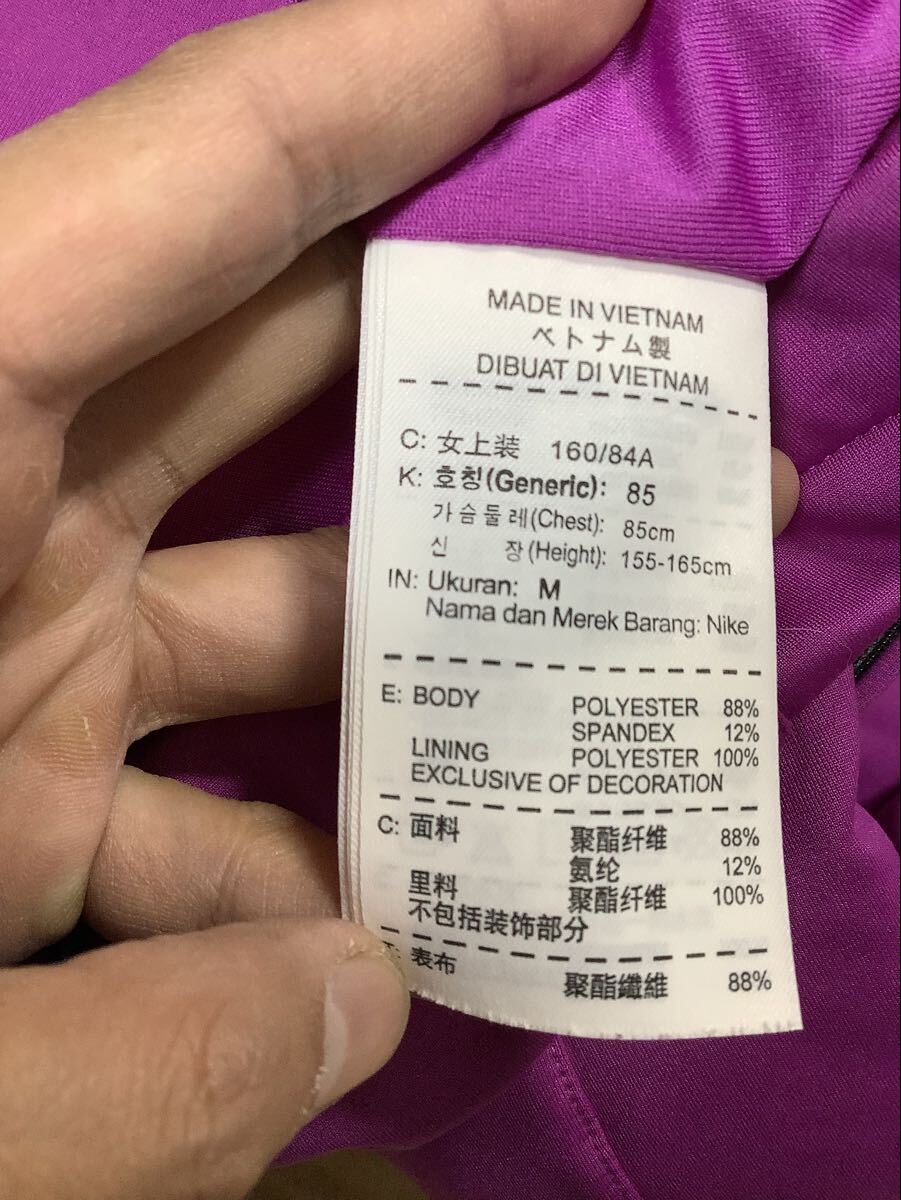 MADE IN VIETNAM
ベトナム製
DIBUAT DI VIETNAM
C: 女上装 160/84A
K: 호칭(Generic): 85
가슴둘레(Chest): 85cm
신 장(Height): 155-165cm
IN: Ukuran: M
Nama dan Merek Barang: Nike
E: BODY POLYESTER 88%
SPANDEX 12%
LINING POLYESTER 100%
EXCLUSIVE OF DECORATION
C: 面料 聚酯纤维 88%
氨纶 12%
里料 聚酯纤维 100%
不包括装饰部分
表布 聚酯纖維 88%